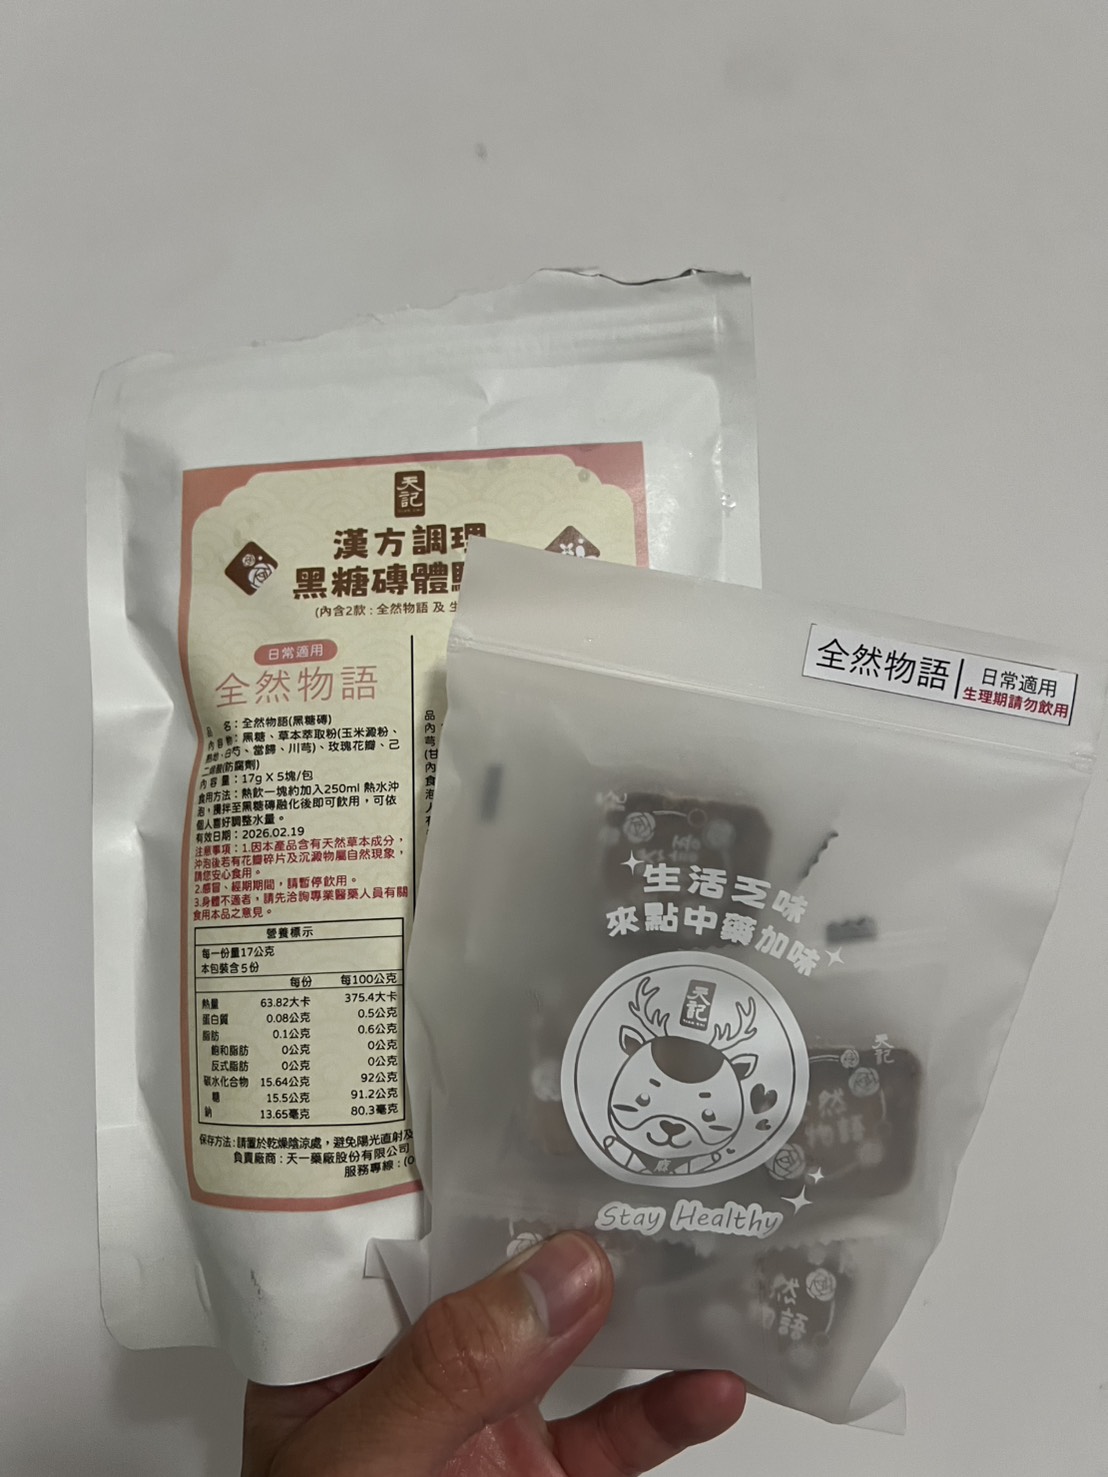 天記
漢方調理
黑糖磚體
(內含2款：全然物語 及 生
日常適用
全然物語
品　名：全然物語(黑糖磚)
內容物：黑糖、草本萃取粉(玉米澱粉、
熟地、白芍、當歸、川芎)、玫瑰花瓣、己
二烯酸(防腐劑)
內容量：17g X 5塊/包
食用方法：熱飲一塊約加入250ml 熱水沖
泡，攪拌至黑糖磚融化後即可飲用，可依
個人喜好調整水量。
有效日期：2026.02.19
注意事項：1.因本產品含有天然草本成分，
沖泡後若有花瓣碎片及沉澱物屬自然現象，
請您安心食用。
2.感冒、經期期間，請暫停飲用。
3.身體不適者，請先洽詢專業醫藥人員有關
食用本品之意見。
營養標示
每一份量17公克
本包裝含5份
每份 每100公克
熱量 63.82大卡 375.4大卡
蛋白質 0.08公克 0.5公克
脂肪 0.1公克 0.6公克
飽和脂肪 0公克 0公克
反式脂肪 0公克 0公克
碳水化合物 15.64公克 92公克
糖 15.5公克 91.2公克
鈉 13.65毫克 80.3毫克
保存方法：請置於乾燥陰涼處，避免陽光直射及
負責廠商：天一藥廠股份有限公司
服務專線：(0
品
內
芎
(甘
內
食
泡
人
有
全然物語 日常適用
生理期請勿飲用
生活乏味
來點中藥加味
天記
Stay Healthy
天記
然
物語
然
物語